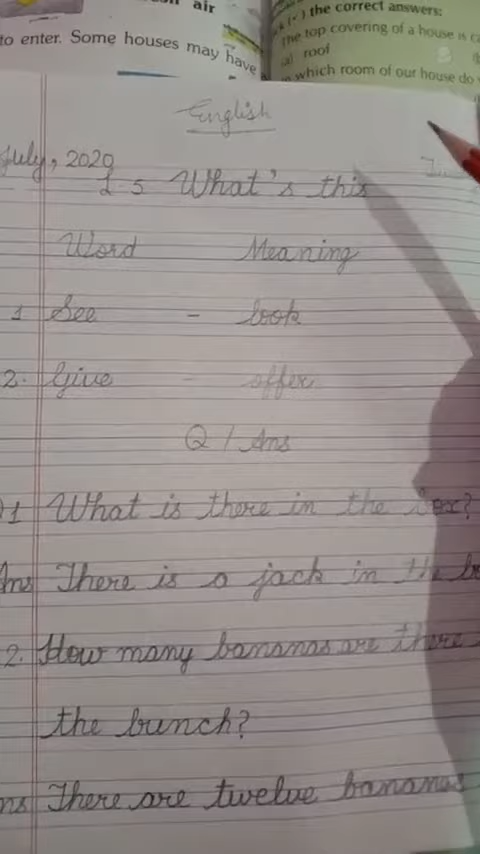 air
to enter. Some houses may have
the correct answers:
The top covering of a house is
(a) roof
which room of our house do
English
July, 2020
L 5 What's this
Word Meaning
1 See - look
2. Give - offer
Q / Ans
1 What is there in the box?
Ans There is a jack in the
2. How many bananas are there
the bunch?
Ans There are twelve bananas